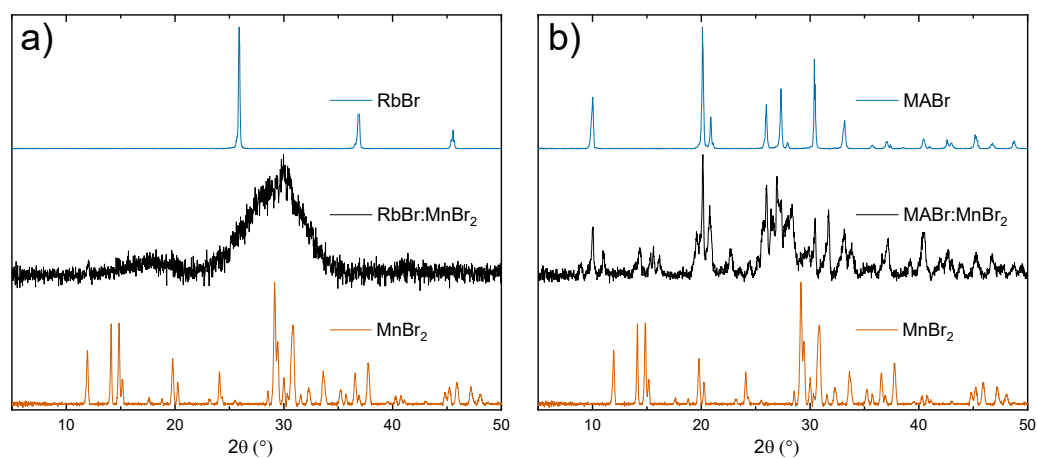 a)
RbBr
RbBr:MnBr₂
MnBr₂
10 20 30 40 50
2θ (°)
b)
MABr
MABr:MnBr₂
MnBr₂
10 20 30 40 50
2θ (°)